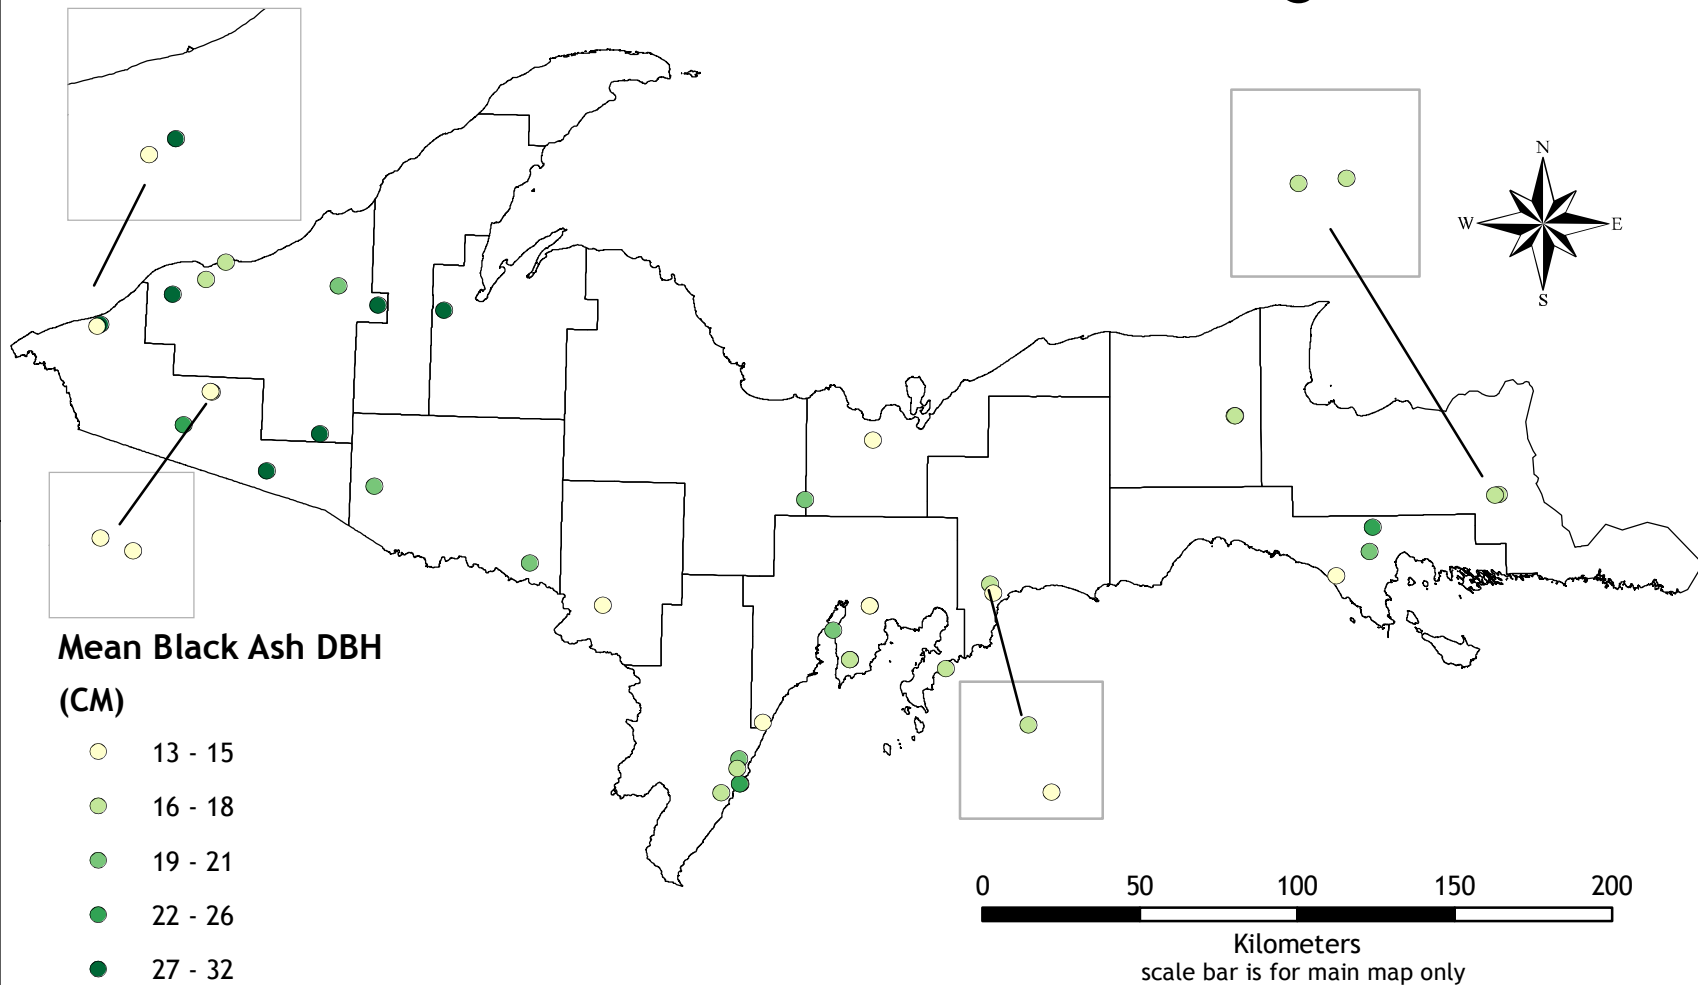 N
W E
S
Mean Black Ash DBH
(CM)
13 - 15
16 - 18
19 - 21
22 - 26
27 - 32
0 50 100 150 200
Kilometers
scale bar is for main map only